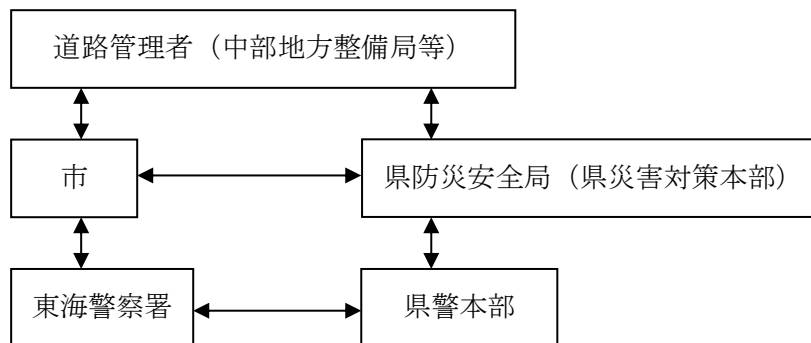 道路管理者（中部地方整備局等）
市
県防災安全局（県災害対策本部）
東海警察署
県警本部